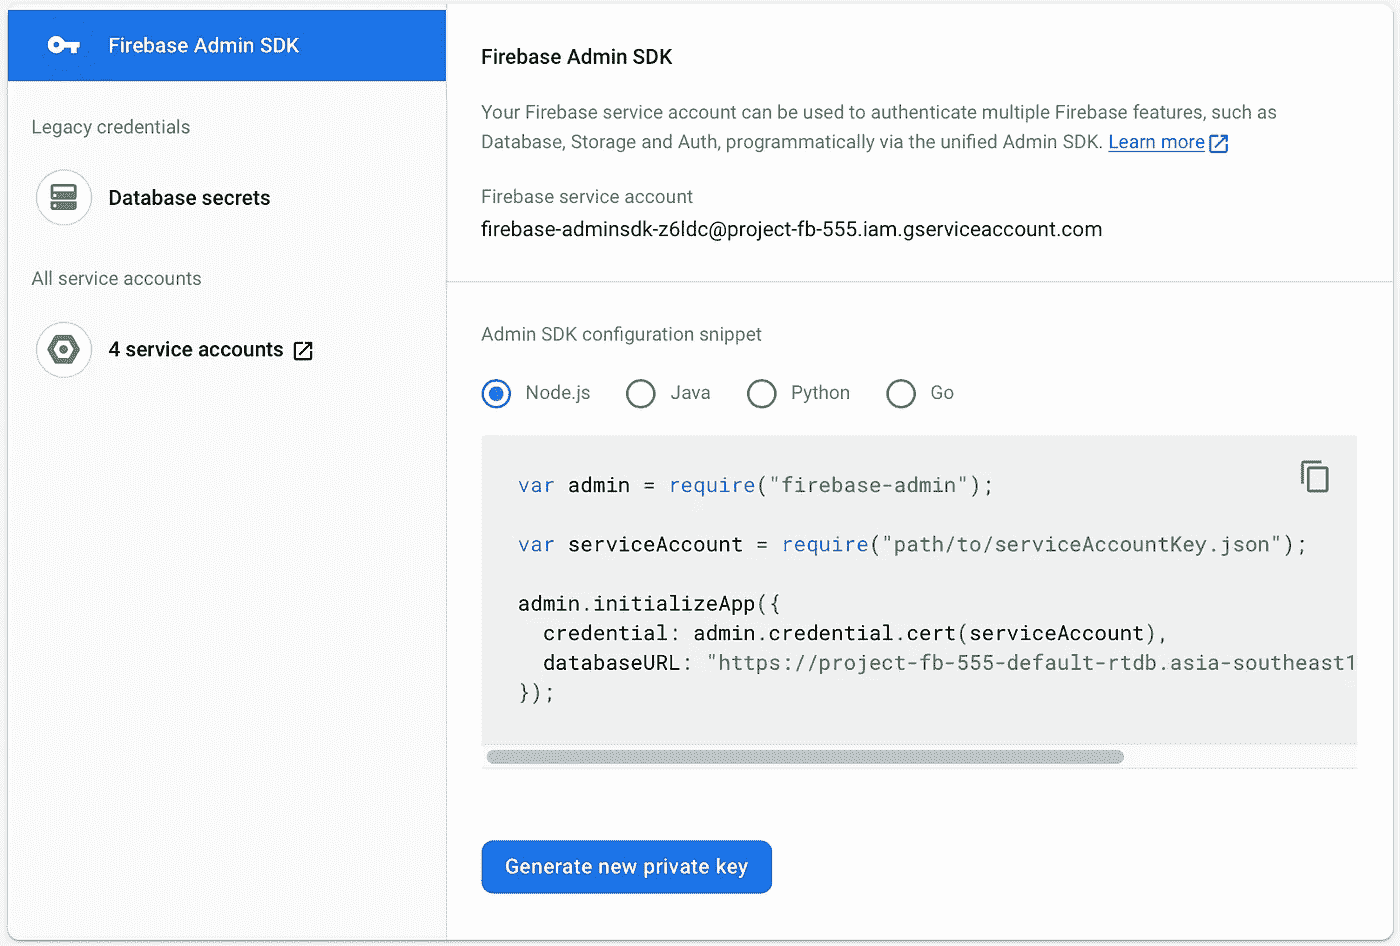 Firebase Admin SDK
Legacy credentials
Database secrets
All service accounts
4 service accounts
Firebase Admin SDK
Your Firebase service account can be used to authenticate multiple Firebase features, such as
Database, Storage and Auth, programmatically via the unified Admin SDK. Learn more
Firebase service account
firebase-adminsdk-z6ldc@project-fb-555.iam.gserviceaccount.com
Admin SDK configuration snippet
Node.js Java Python Go
var admin = require("firebase-admin");
var serviceAccount = require("path/to/serviceAccountKey.json");
admin.initializeApp({
  credential: admin.credential.cert(serviceAccount),
  databaseURL: "https://project-fb-555-default-rtdb.asia-southeast1
});
Generate new private key